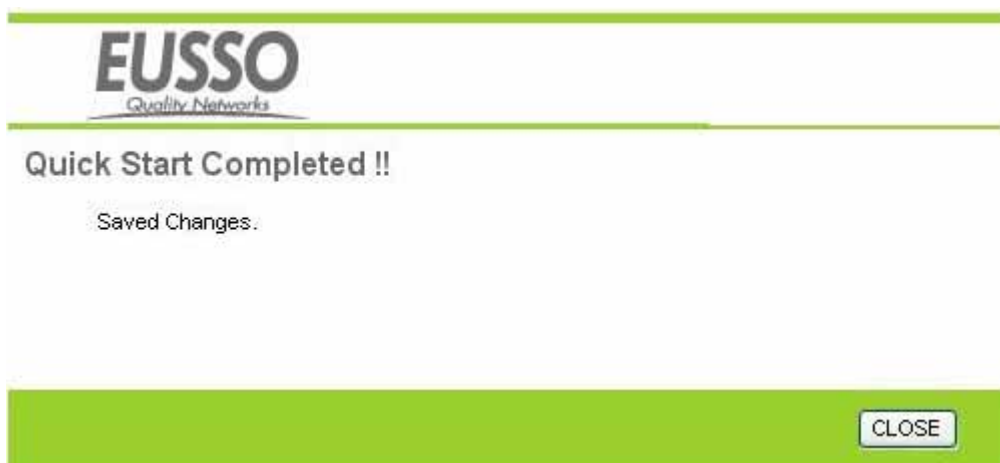 EUSSO
Quality Networks
Quick Start Completed !!
Saved Changes.
CLOSE